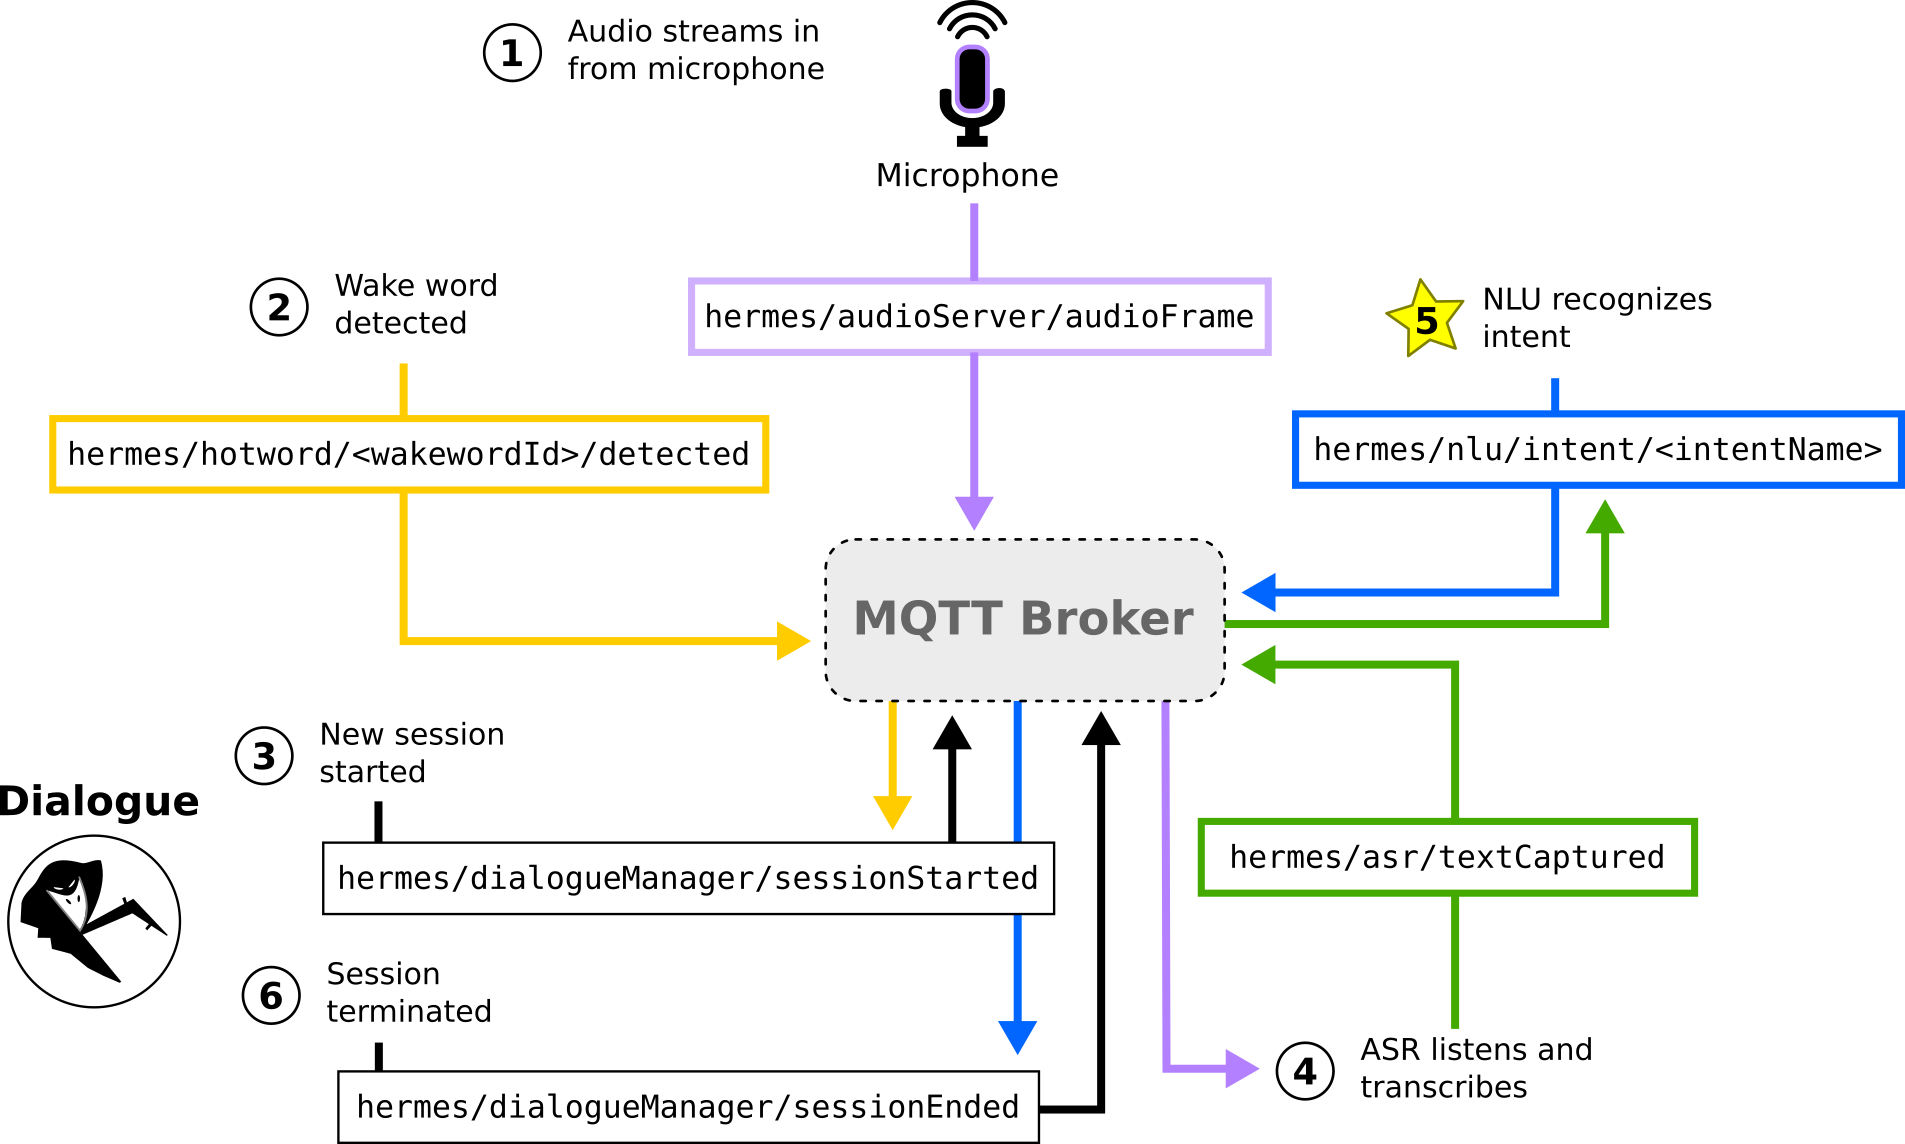 1
Audio streams in
from microphone
Microphone
hermes/audioServer/audioFrame
2
Wake word
detected
hermes/hotword/<wakewordId>/detected
5
NLU recognizes
intent
hermes/nlu/intent/<intentName>
MQTT Broker
3
New session
started
Dialogue
hermes/dialogueManager/sessionStarted
hermes/asr/textCaptured
6
Session
terminated
hermes/dialogueManager/sessionEnded
4
ASR listens and
transcribes